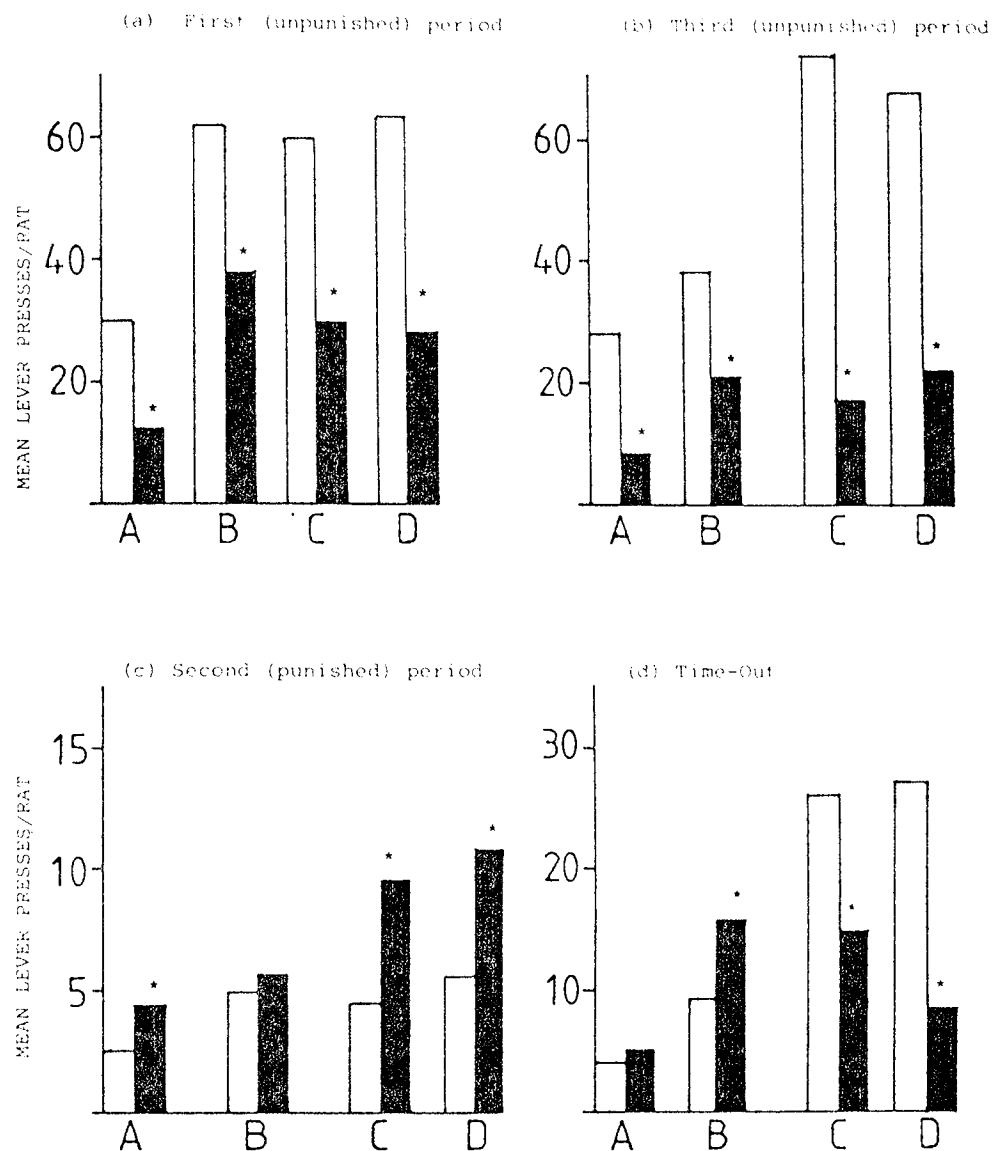 (a) First (unpunished) period
(b) Third (unpunished) period
MEAN LEVER PRESSES/RAT
60
40
20
A B C D
60
40
20
A B C D
(c) Second (punished) period
(d) Time-Out
MEAN LEVER PRESSES/RAT
15
10
5
A B C D
30
20
10
A B C D